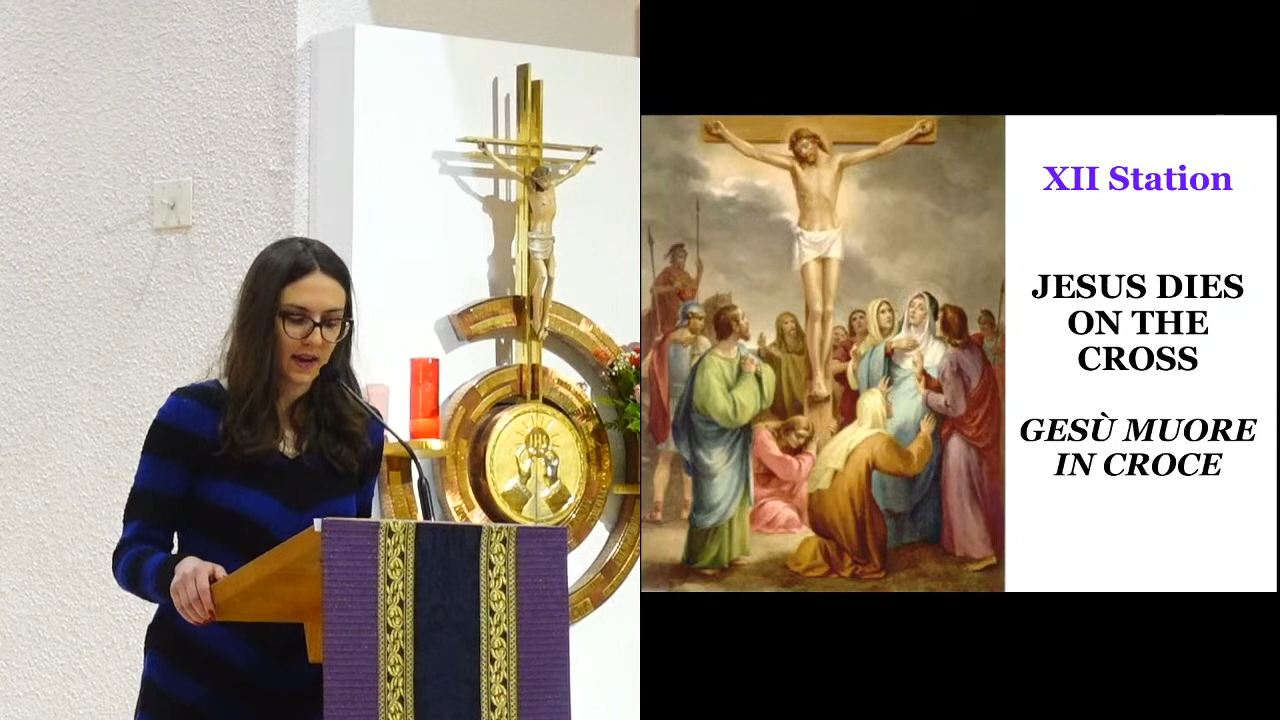 XII Station
JESUS DIES
ON THE
CROSS
GESÙ MUORE
IN CROCE